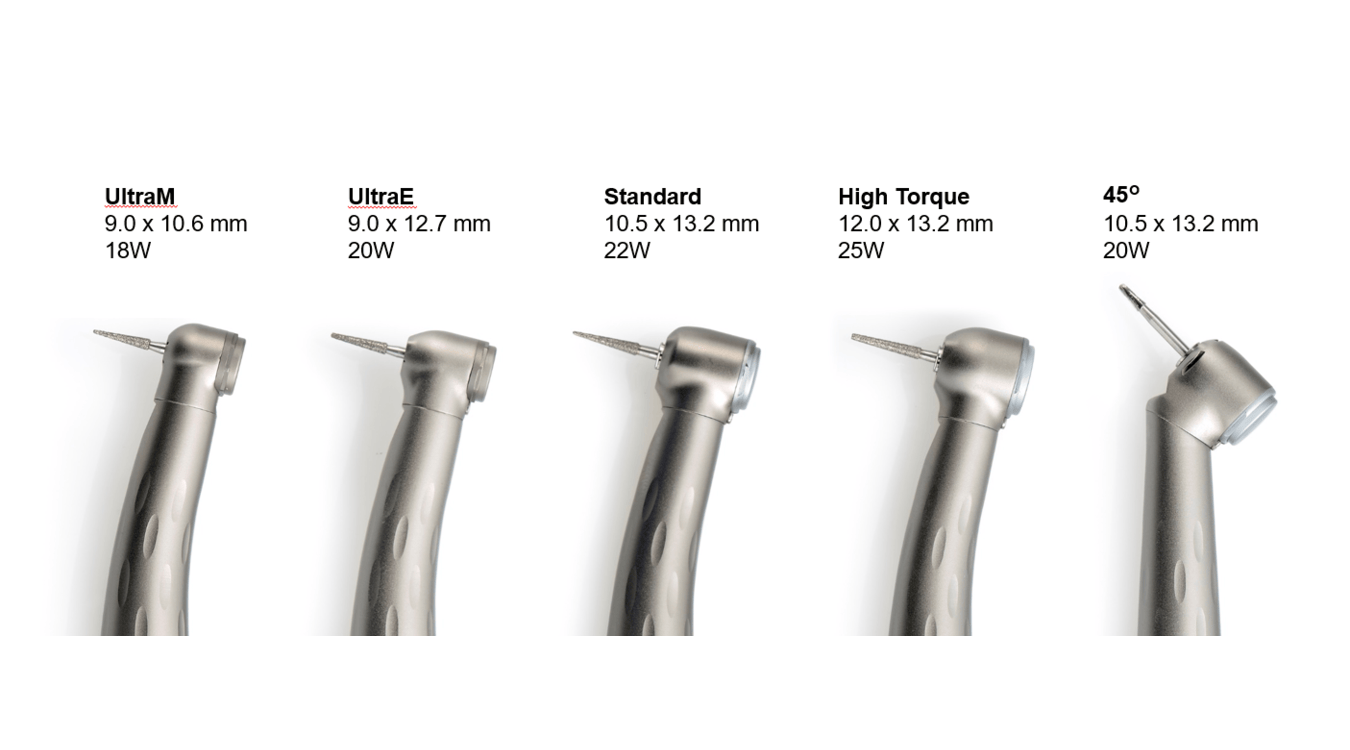 UltraM
9.0 x 10.6 mm
18W
UltraE
9.0 x 12.7 mm
20W
Standard
10.5 x 13.2 mm
22W
High Torque
12.0 x 13.2 mm
25W
45°
10.5 x 13.2 mm
20W